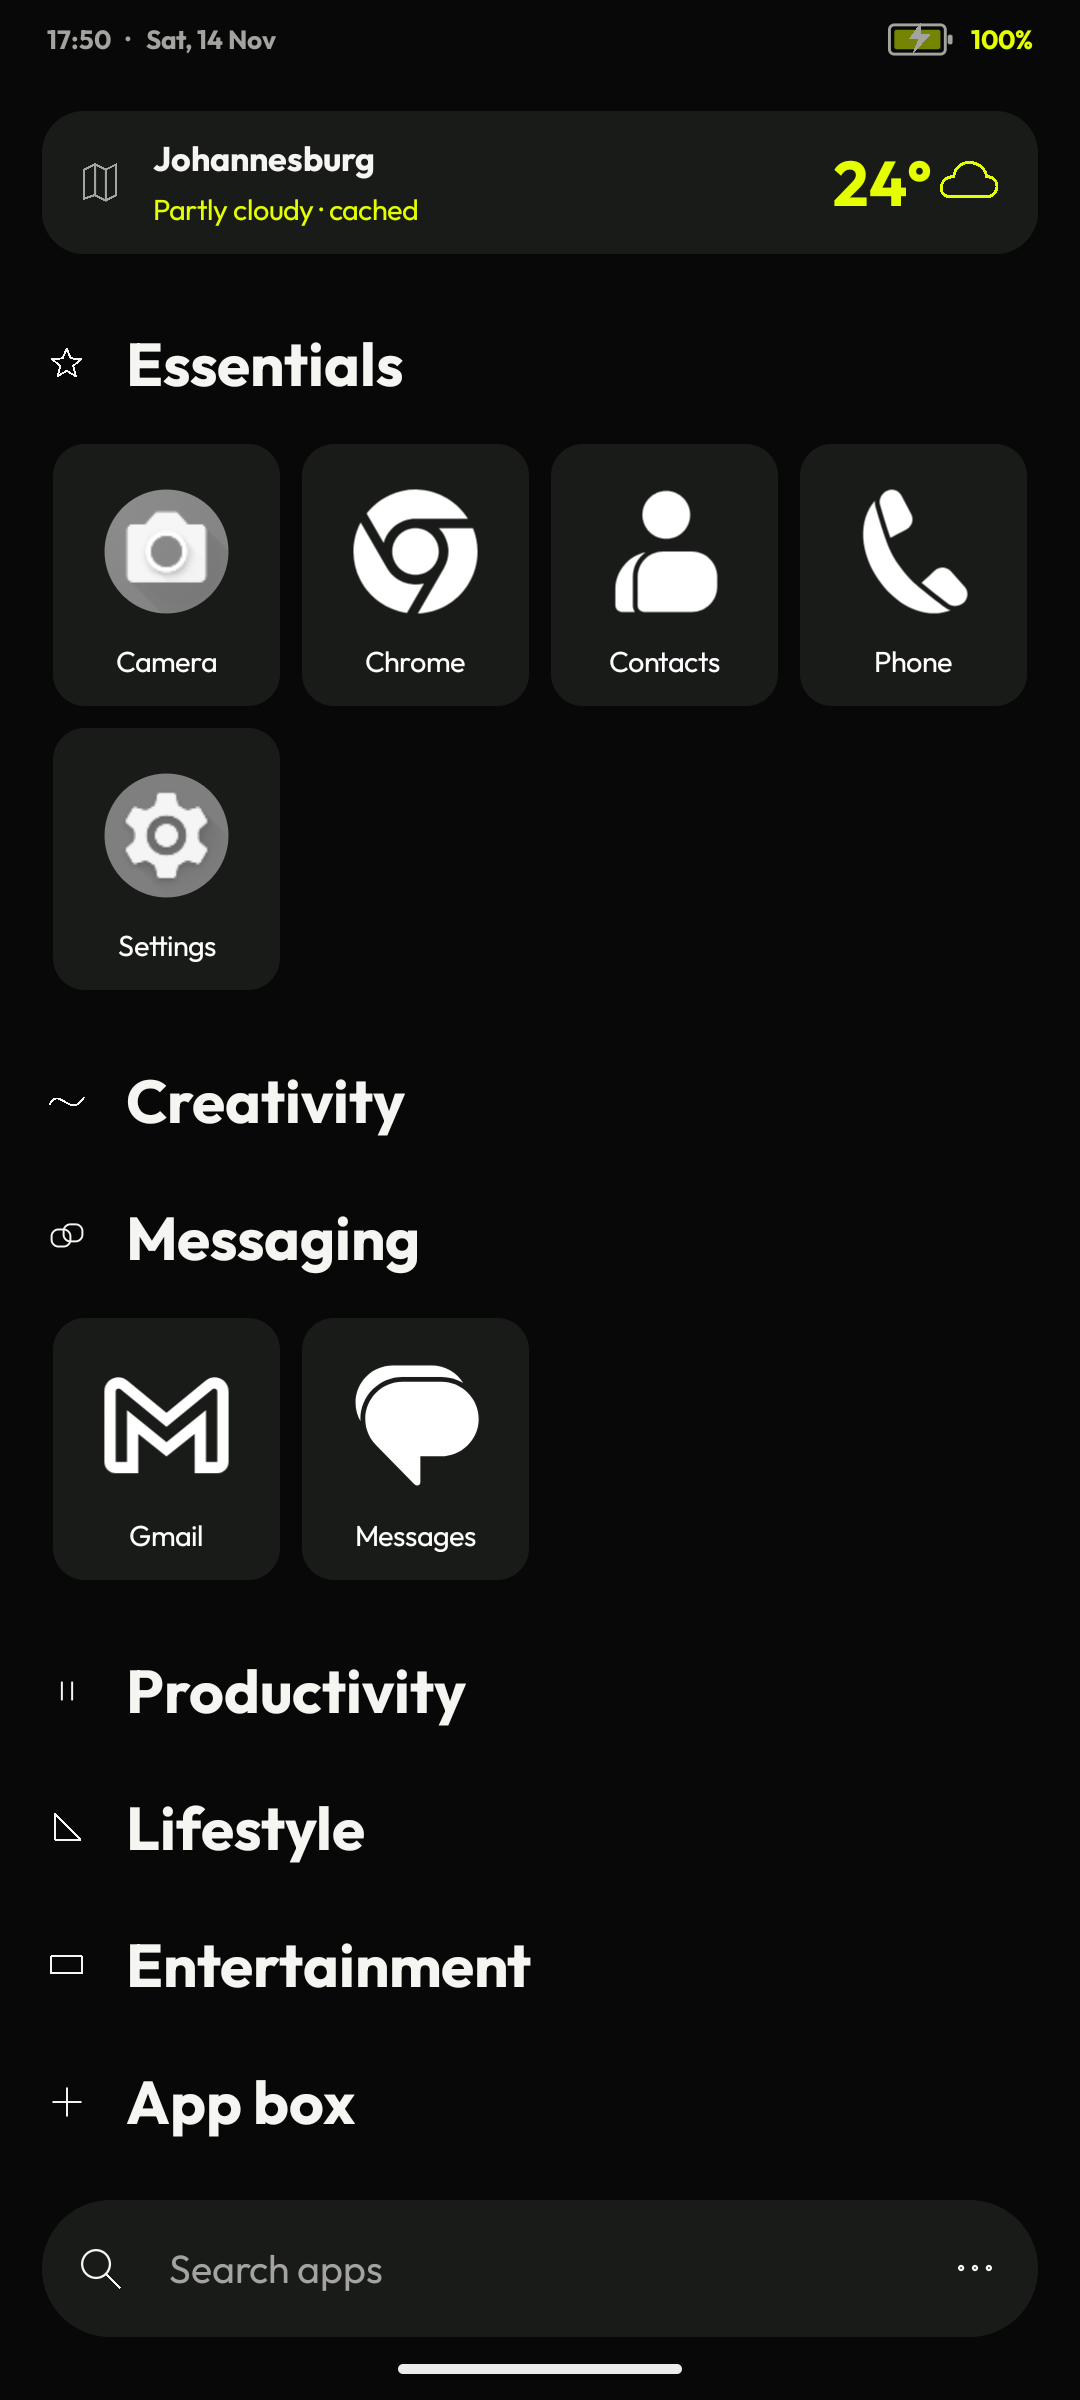 17:50 · Sat, 14 Nov
100%
Johannesburg
Partly cloudy · cached
24°
Essentials
Camera
Chrome
Contacts
Phone
Settings
Creativity
Messaging
Gmail
Messages
Productivity
Lifestyle
Entertainment
App box
Search apps